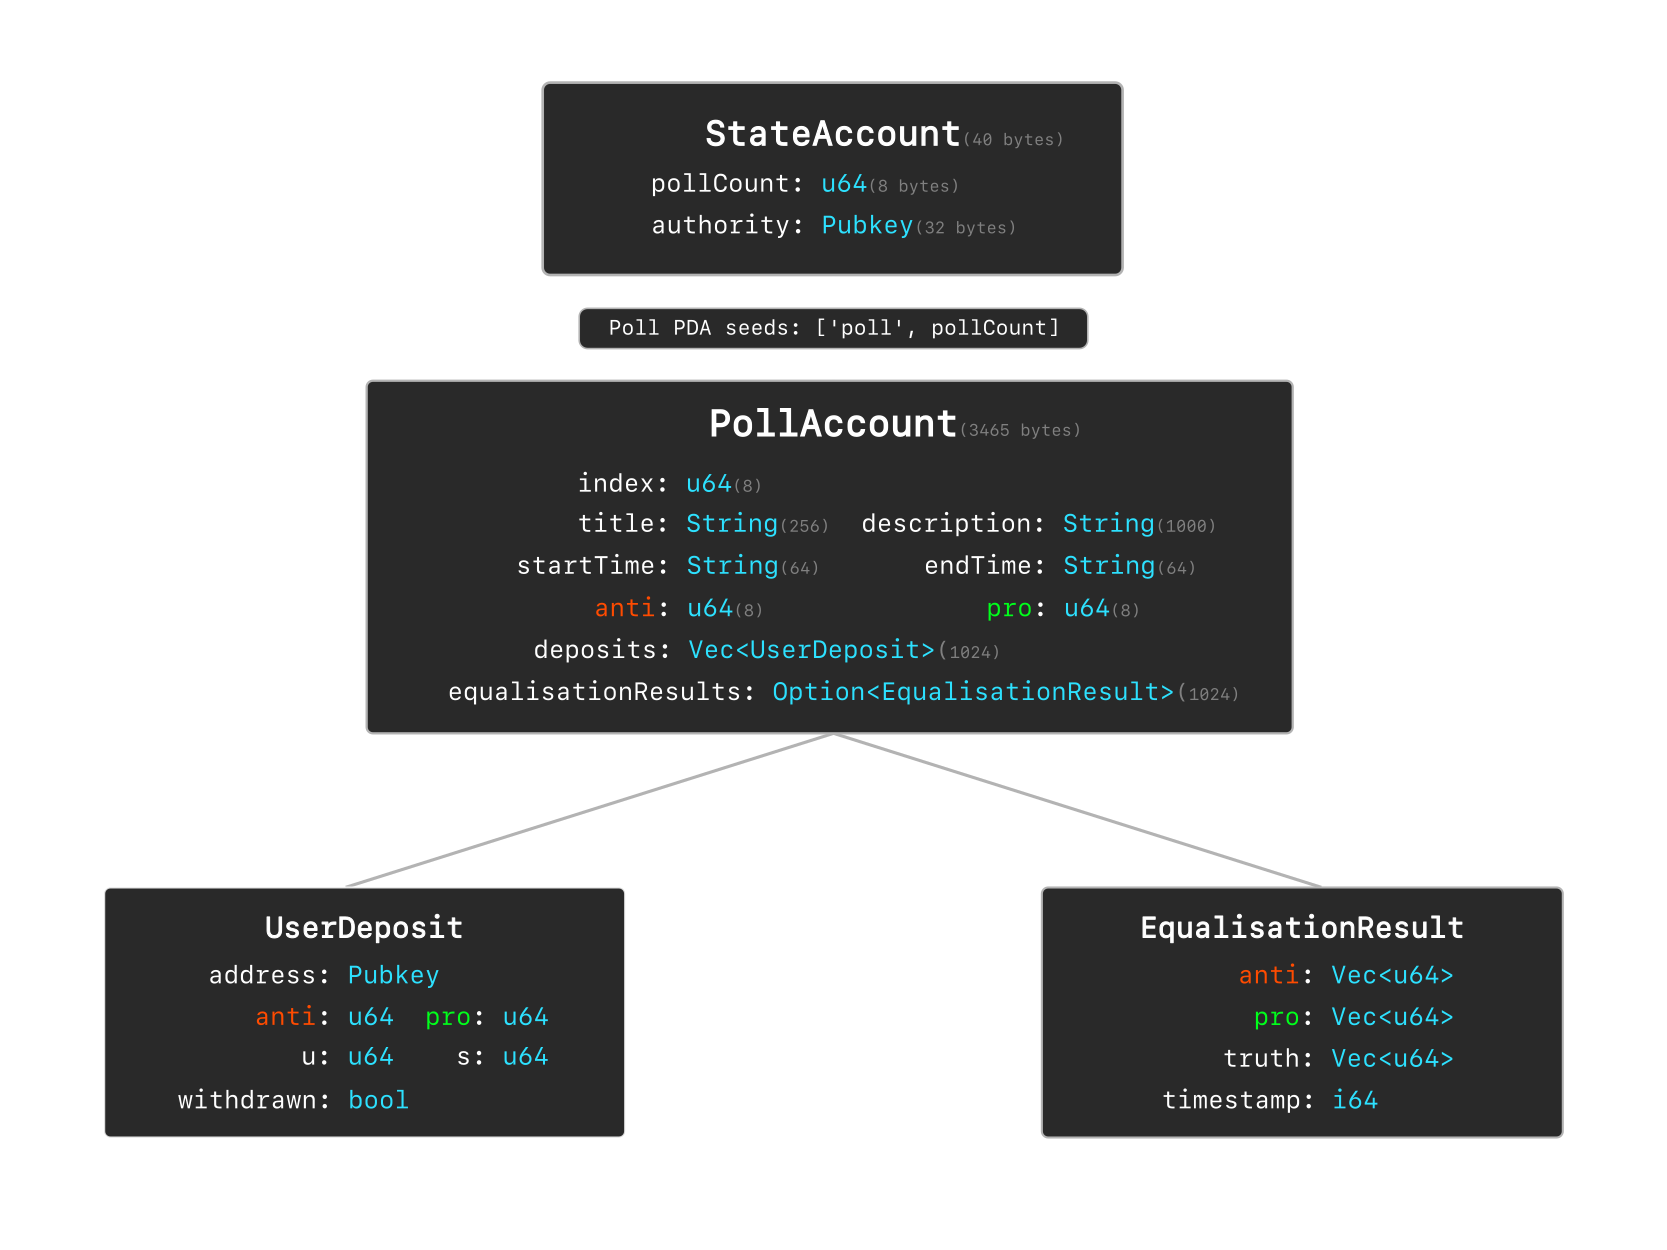 StateAccount(40 bytes)
pollCount: u64(8 bytes)
authority: Pubkey(32 bytes)
Poll PDA seeds: ['poll', pollCount]
PollAccount(3465 bytes)
index: u64(8)
title: String(256) description: String(1000)
startTime: String(64) endTime: String(64)
anti: u64(8) pro: u64(8)
deposits: Vec<UserDeposit>(1024)
equalisationResults: Option<EqualisationResult>(1024)
UserDeposit
address: Pubkey
anti: u64 pro: u64
u: u64 s: u64
withdrawn: bool
EqualisationResult
anti: Vec<u64>
pro: Vec<u64>
truth: Vec<u64>
timestamp: i64